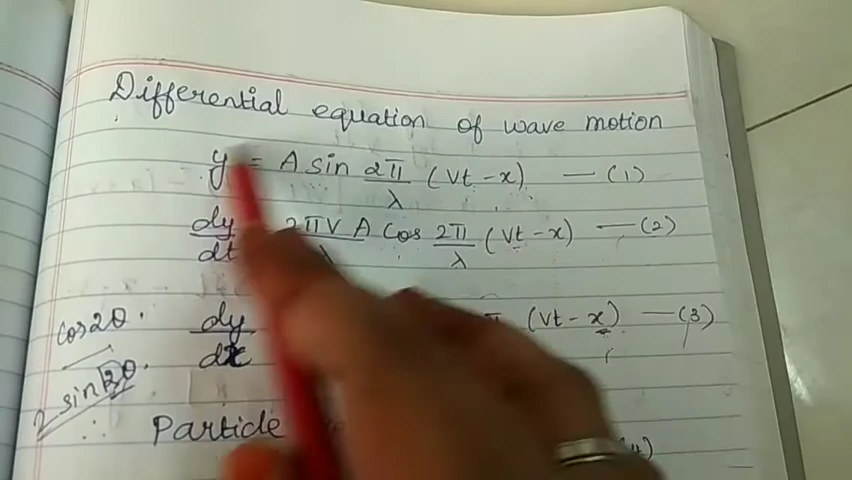 Differential equation of wave motion
y = A sin 2π/λ (Vt - x) — (1)
dy/dt 2πV A/λ Cos 2π/λ (Vt - x) — (2)
cos2θ.
dy/dx (Vt - x) — (3)
2 sin
Particle